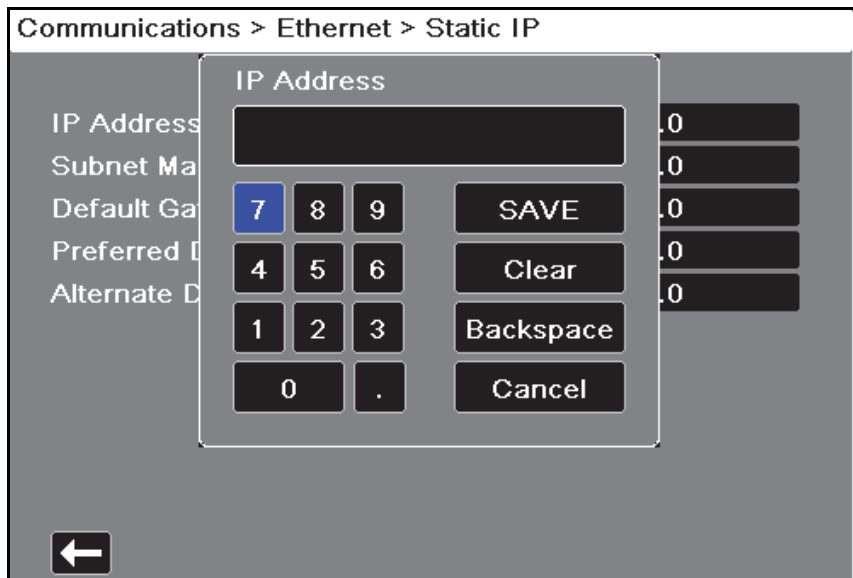 Communications > Ethernet > Static IP
IP Address
IP Address .0
Subnet Ma .0
Default Ga .0
Preferred .0
Alternate .0
7 8 9 SAVE
4 5 6 Clear
1 2 3 Backspace
0 . Cancel